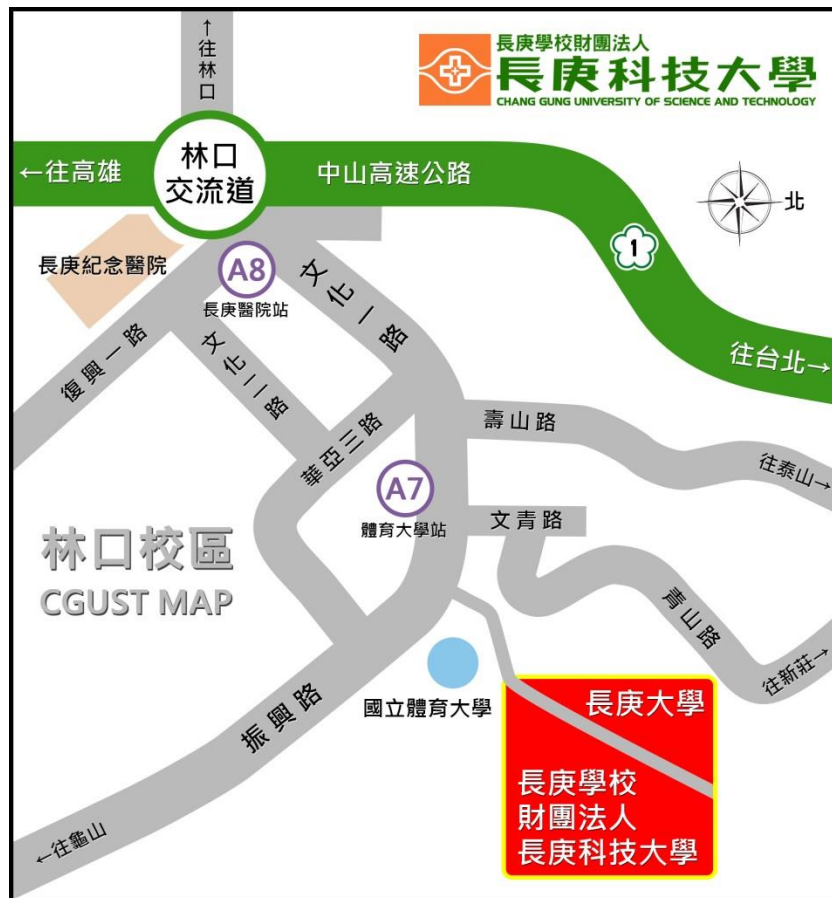 ↑往林口
長庚學校財團法人
長庚科技大學
CHANG GUNG UNIVERSITY OF SCIENCE AND TECHNOLOGY
←往高雄
林口
交流道
中山高速公路
北
1
長庚紀念醫院
A8
長庚醫院站
文化一路
往台北→
復興一路
文化二路
華亞三路
壽山路
往泰山→
A7
體育大學站
文青路
林口校區
CGUST MAP
青山路
往新莊→
國立體育大學
振興路
長庚大學
長庚學校
財團法人
長庚科技大學
←往龜山